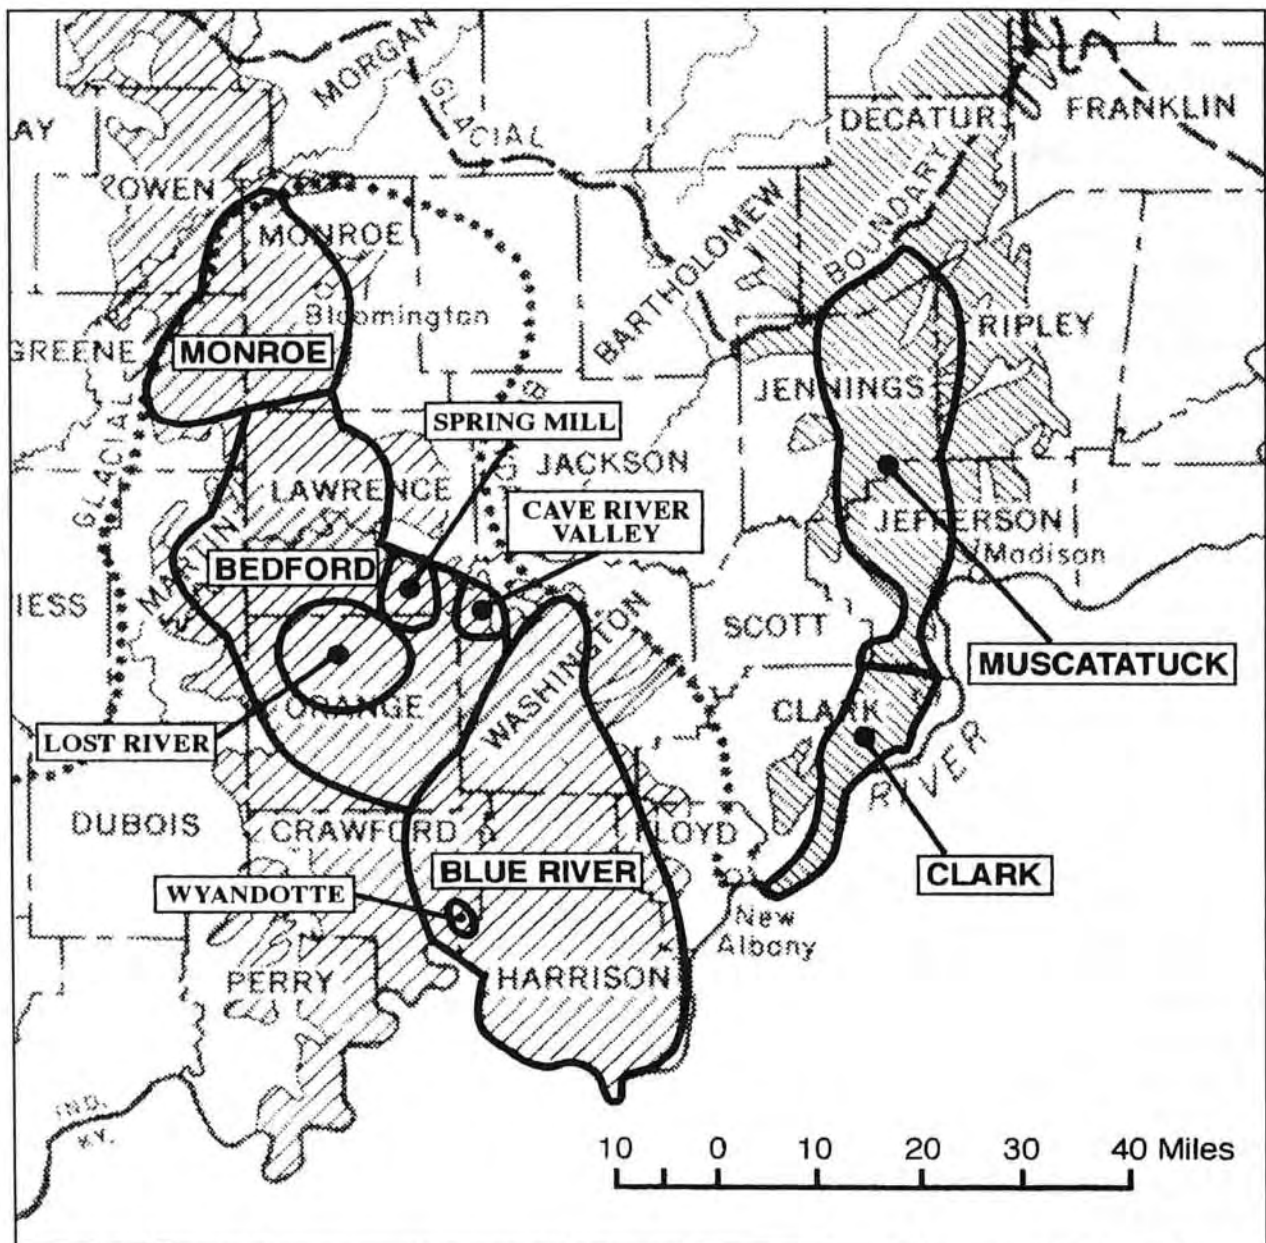 MORGAN
GLACIAL
DECATUR
FRANKLIN
AY
OWEN
MONROE
BARTHOLOMEW
BOUNDARY
Bloomington
GREENE
MONROE
RIPLEY
JENNINGS
SPRING MILL
JACKSON
LAWRENCE
GLACIAL
CAVE RIVER
VALLEY
JEFFERSON
Madison
MARTIN
BEDFORD
IESS
WASHINGTON
SCOTT
MUSCATATUCK
ORANGE
CLARK
LOST RIVER
RIVER
DUBOIS
CRAWFORD
FLOYD
BLUE RIVER
CLARK
WYANDOTTE
New
Albany
PERRY
HARRISON
IND.
KY.
10 0 10 20 30 40 Miles